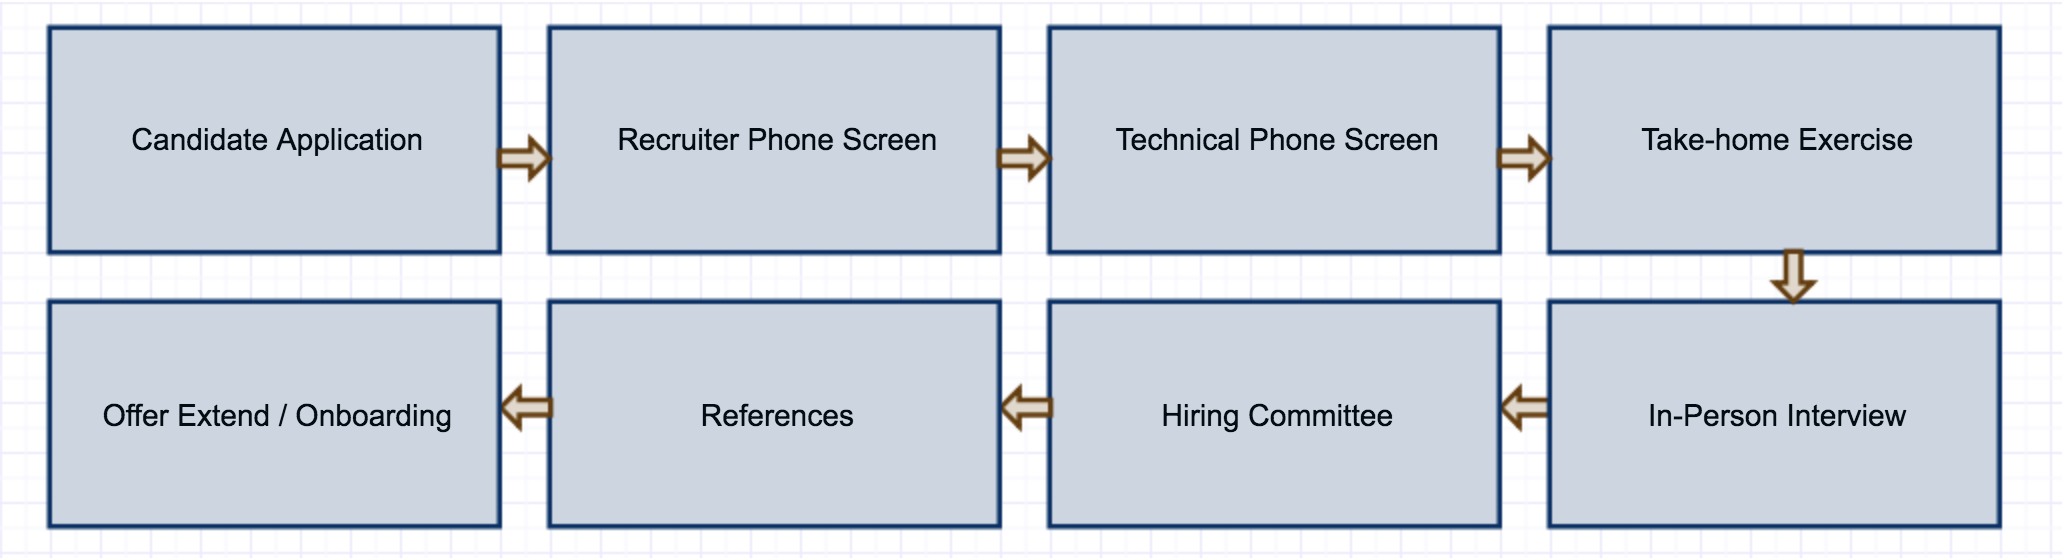 Candidate Application
Recruiter Phone Screen
Technical Phone Screen
Take-home Exercise
In-Person Interview
Hiring Committee
References
Offer Extend / Onboarding